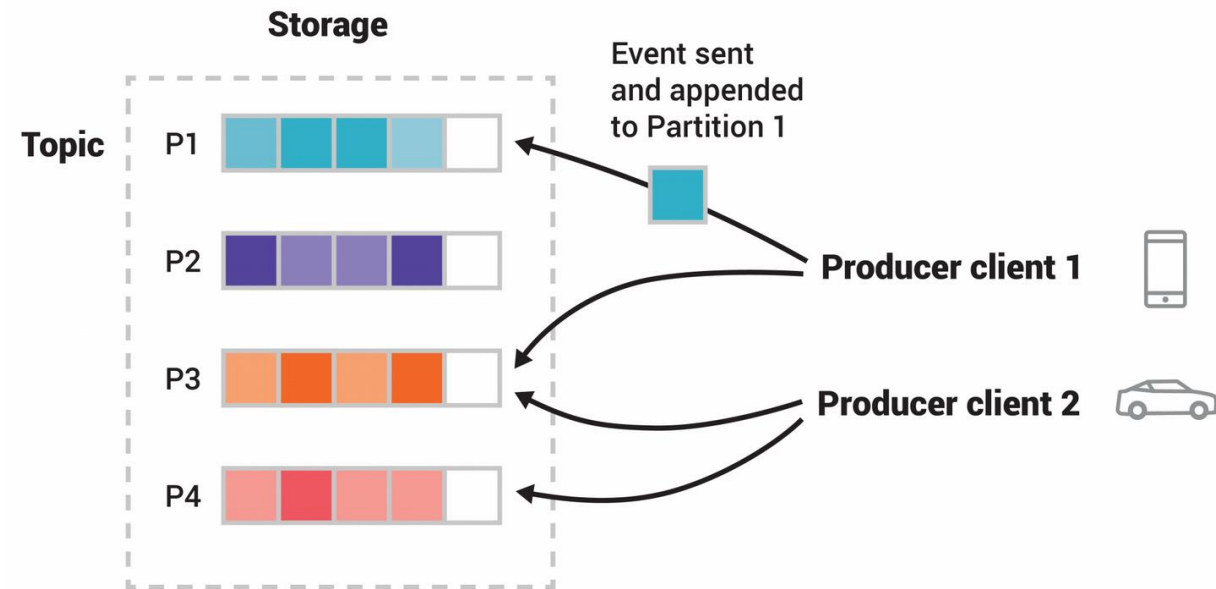 Storage
Event sent
and appended
to Partition 1
Topic
P1
P2
Producer client 1
P3
Producer client 2
P4